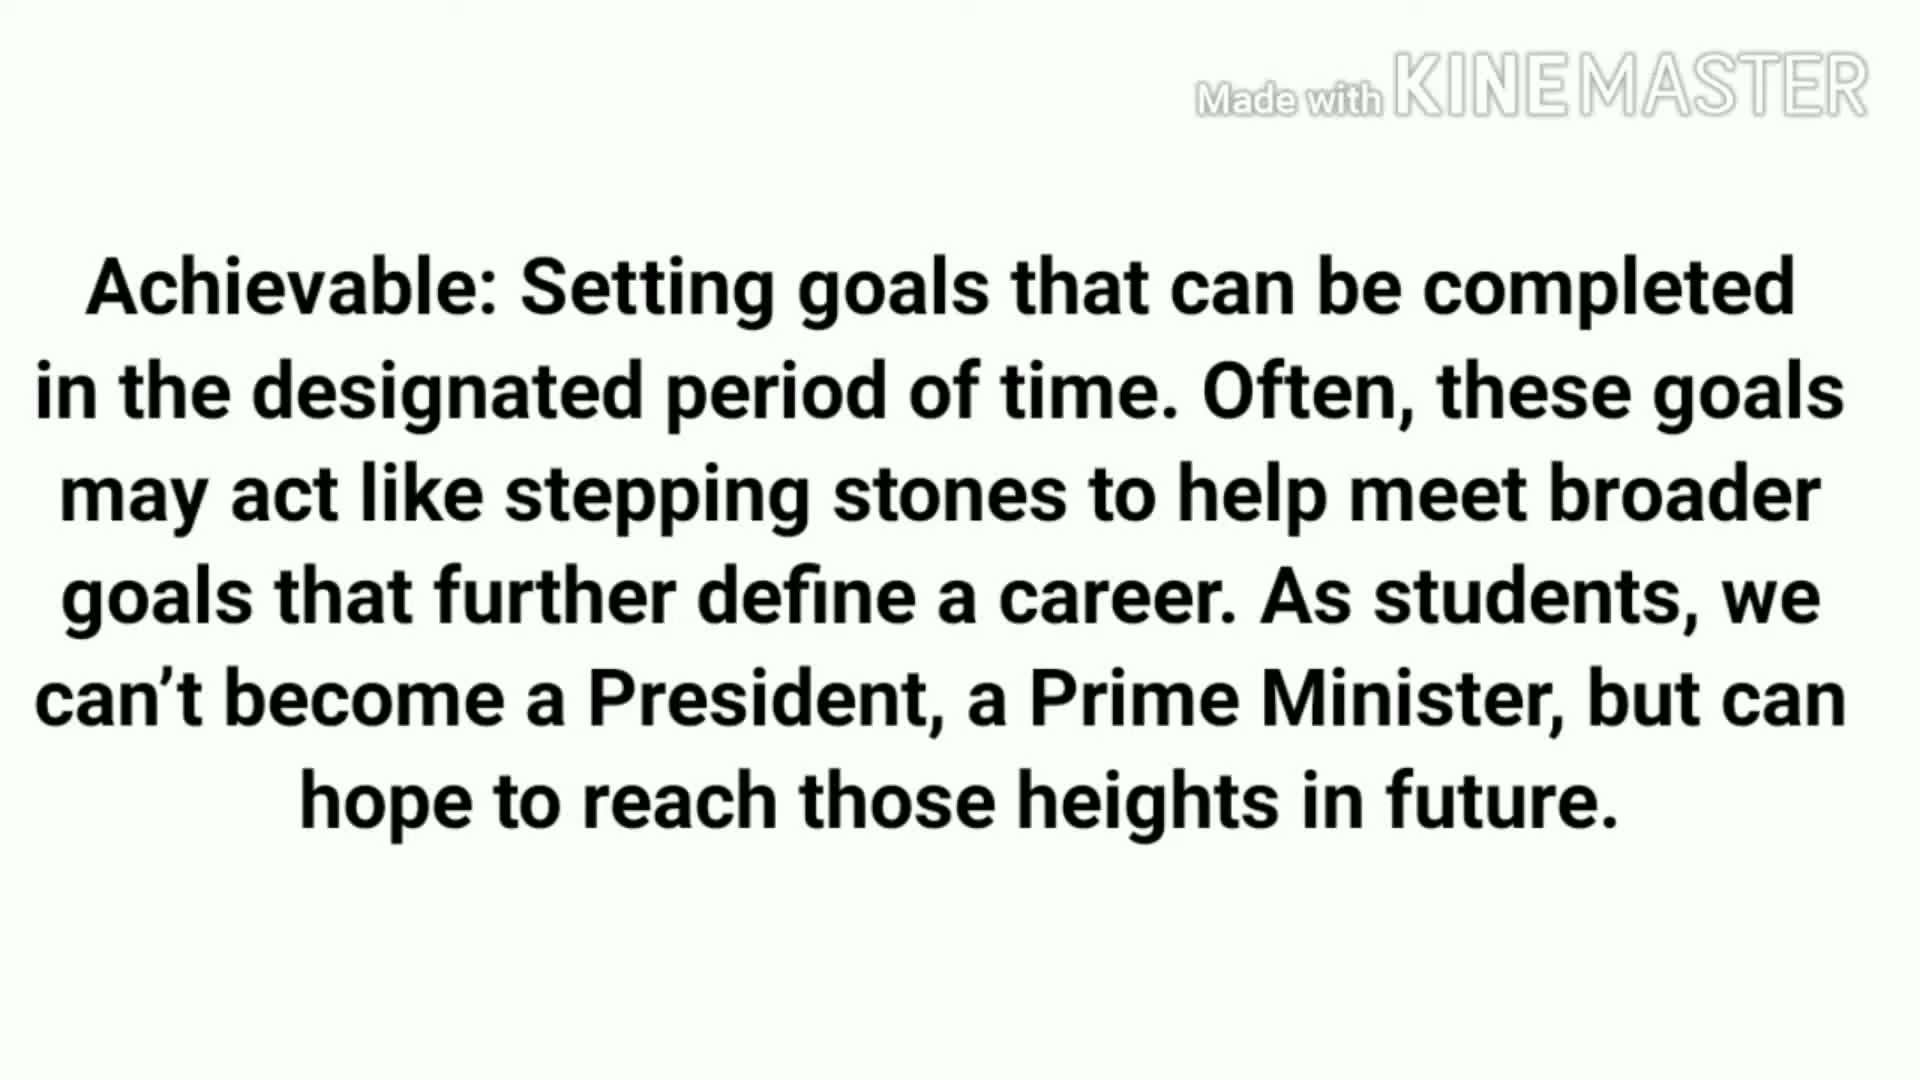 Made with KINEMASTER
Achievable: Setting goals that can be completed
in the designated period of time. Often, these goals
may act like stepping stones to help meet broader
goals that further define a career. As students, we
can’t become a President, a Prime Minister, but can
hope to reach those heights in future.